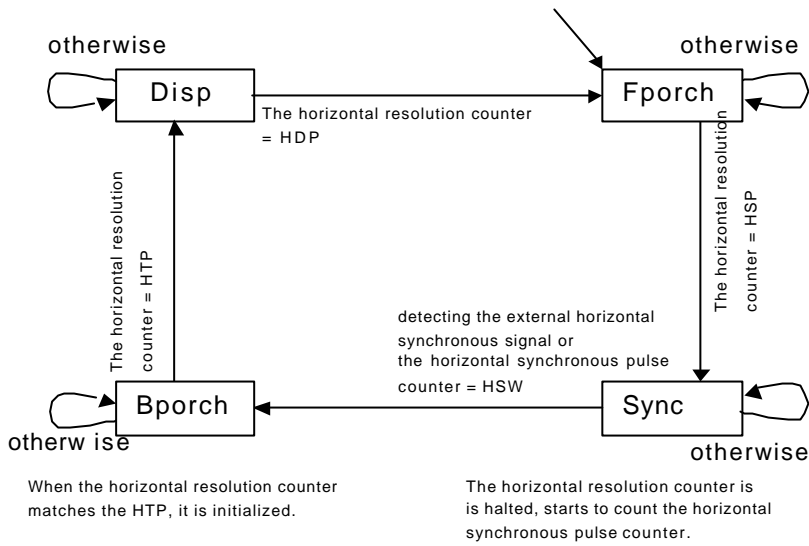 otherwise
otherwise
Disp
Fporch
The horizontal resolution counter
= HDP
The horizontal resolution
counter = HSP
The horizontal resolution
counter = HTP
detecting the external horizontal
synchronous signal or
the horizontal synchronous pulse
counter = HSW
Bporch
Sync
otherw ise
otherwise
When the horizontal resolution counter
matches the HTP, it is initialized.
The horizontal resolution counter is
is halted, starts to count the horizontal
synchronous pulse counter.